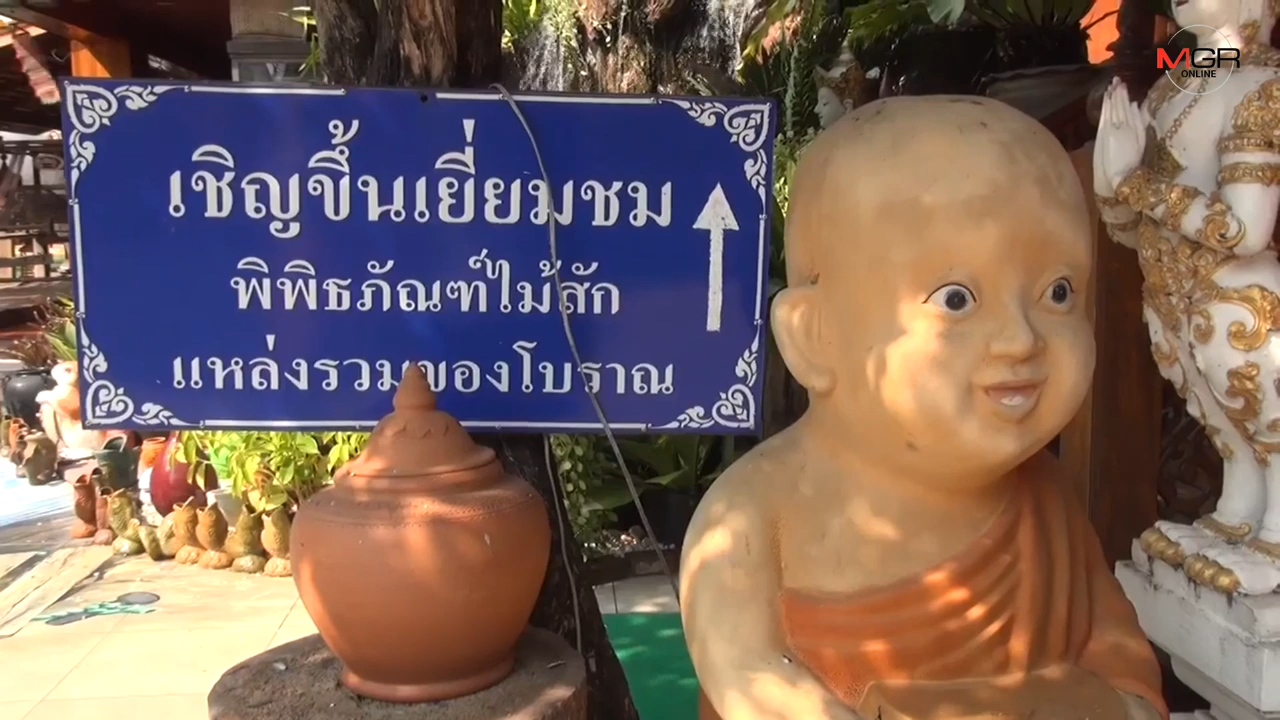 เชิญขึ้นเยี่ยมชม
พิพิธภัณฑ์ไม้สัก
แหล่งรวมของโบราณ
MGR
ONLINE